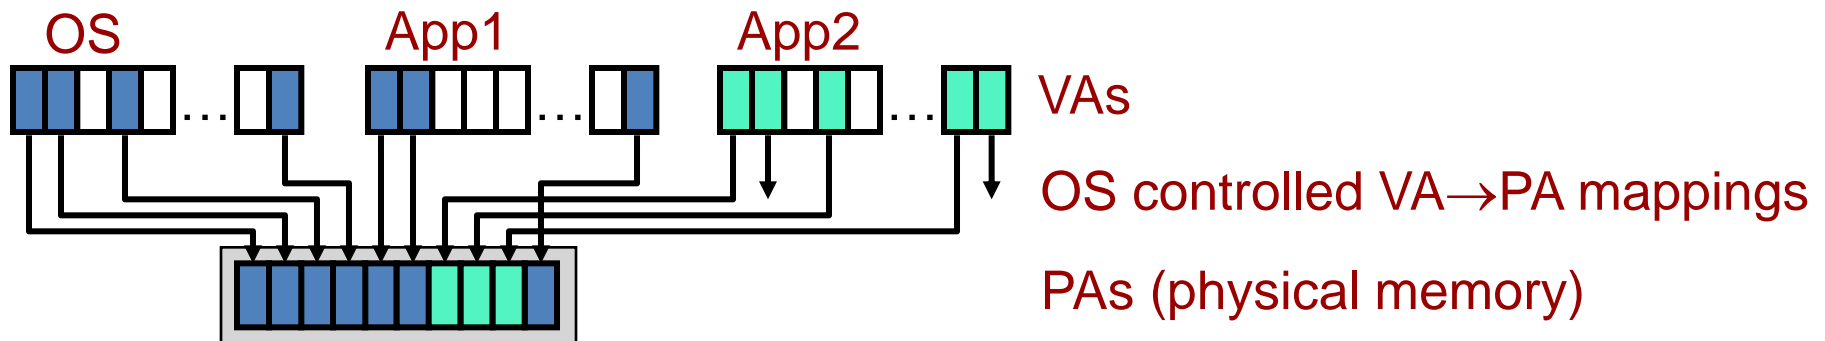 OS App1 App2
... ... ... VAs
OS controlled VA→PA mappings
PAs (physical memory)